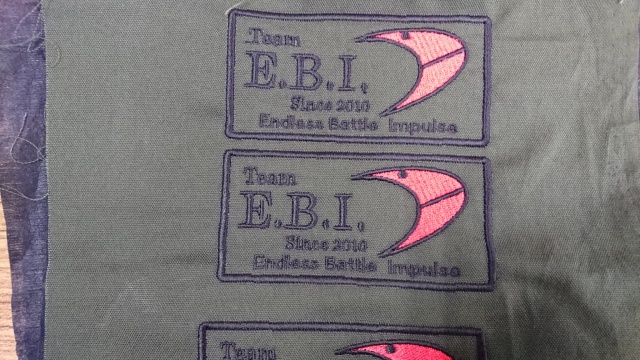 Team
E.B.I.
Since 2010
Endless Battle Impulse
Team
E.B.I.
Since 2010
Endless Battle Impulse
Team